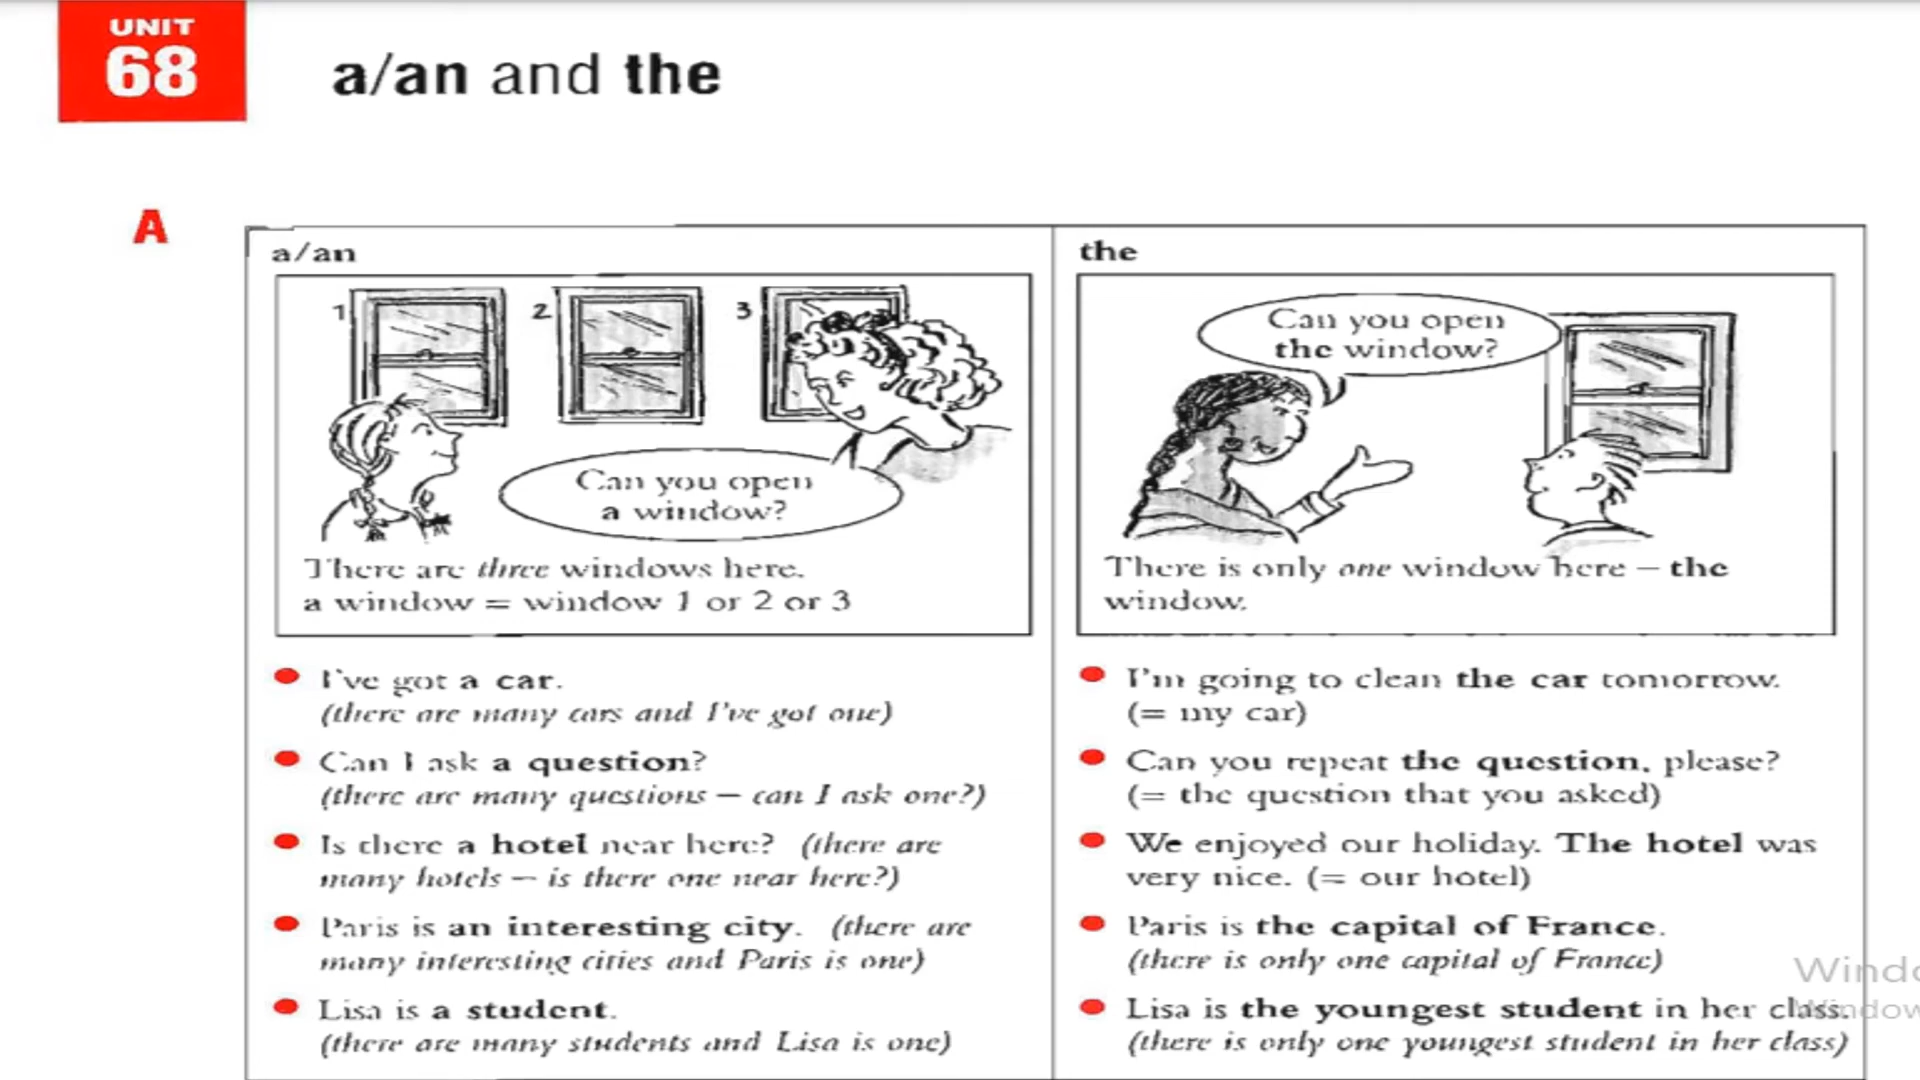 UNIT
68
a/an and the
A
a/an
1
2
3
Can you open
a window?
There are three windows here.
a window = window 1 or 2 or 3
I've got a car.
(there are many cars and I've got one)
Can I ask a question?
(there are many questions – can I ask one?)
Is there a hotel near here? (there are
many hotels – is there one near here?)
Paris is an interesting city. (there are
many interesting cities and Paris is one)
Lisa is a student.
(there are many students and Lisa is one)
the
Can you open
the window?
There is only one window here – the
window.
I'm going to clean the car tomorrow.
(= my car)
Can you repeat the question, please?
(= the question that you asked)
We enjoyed our holiday. The hotel was
very nice. (= our hotel)
Paris is the capital of France.
(there is only one capital of France)
Lisa is the youngest student in her class.
(there is only one youngest student in her class)